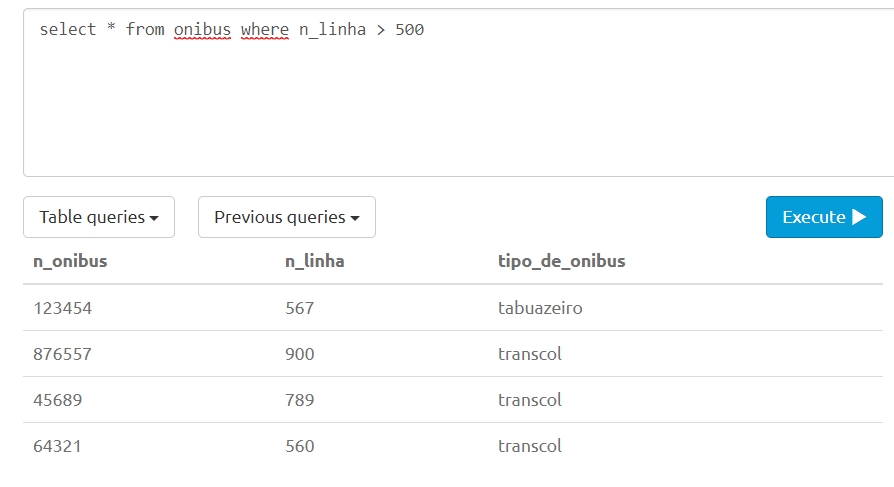 select * from onibus where n_linha > 500
Table queries Previous queries Execute
n_onibus n_linha tipo_de_onibus
123454 567 tabuazeiro
876557 900 transcol
45689 789 transcol
64321 560 transcol